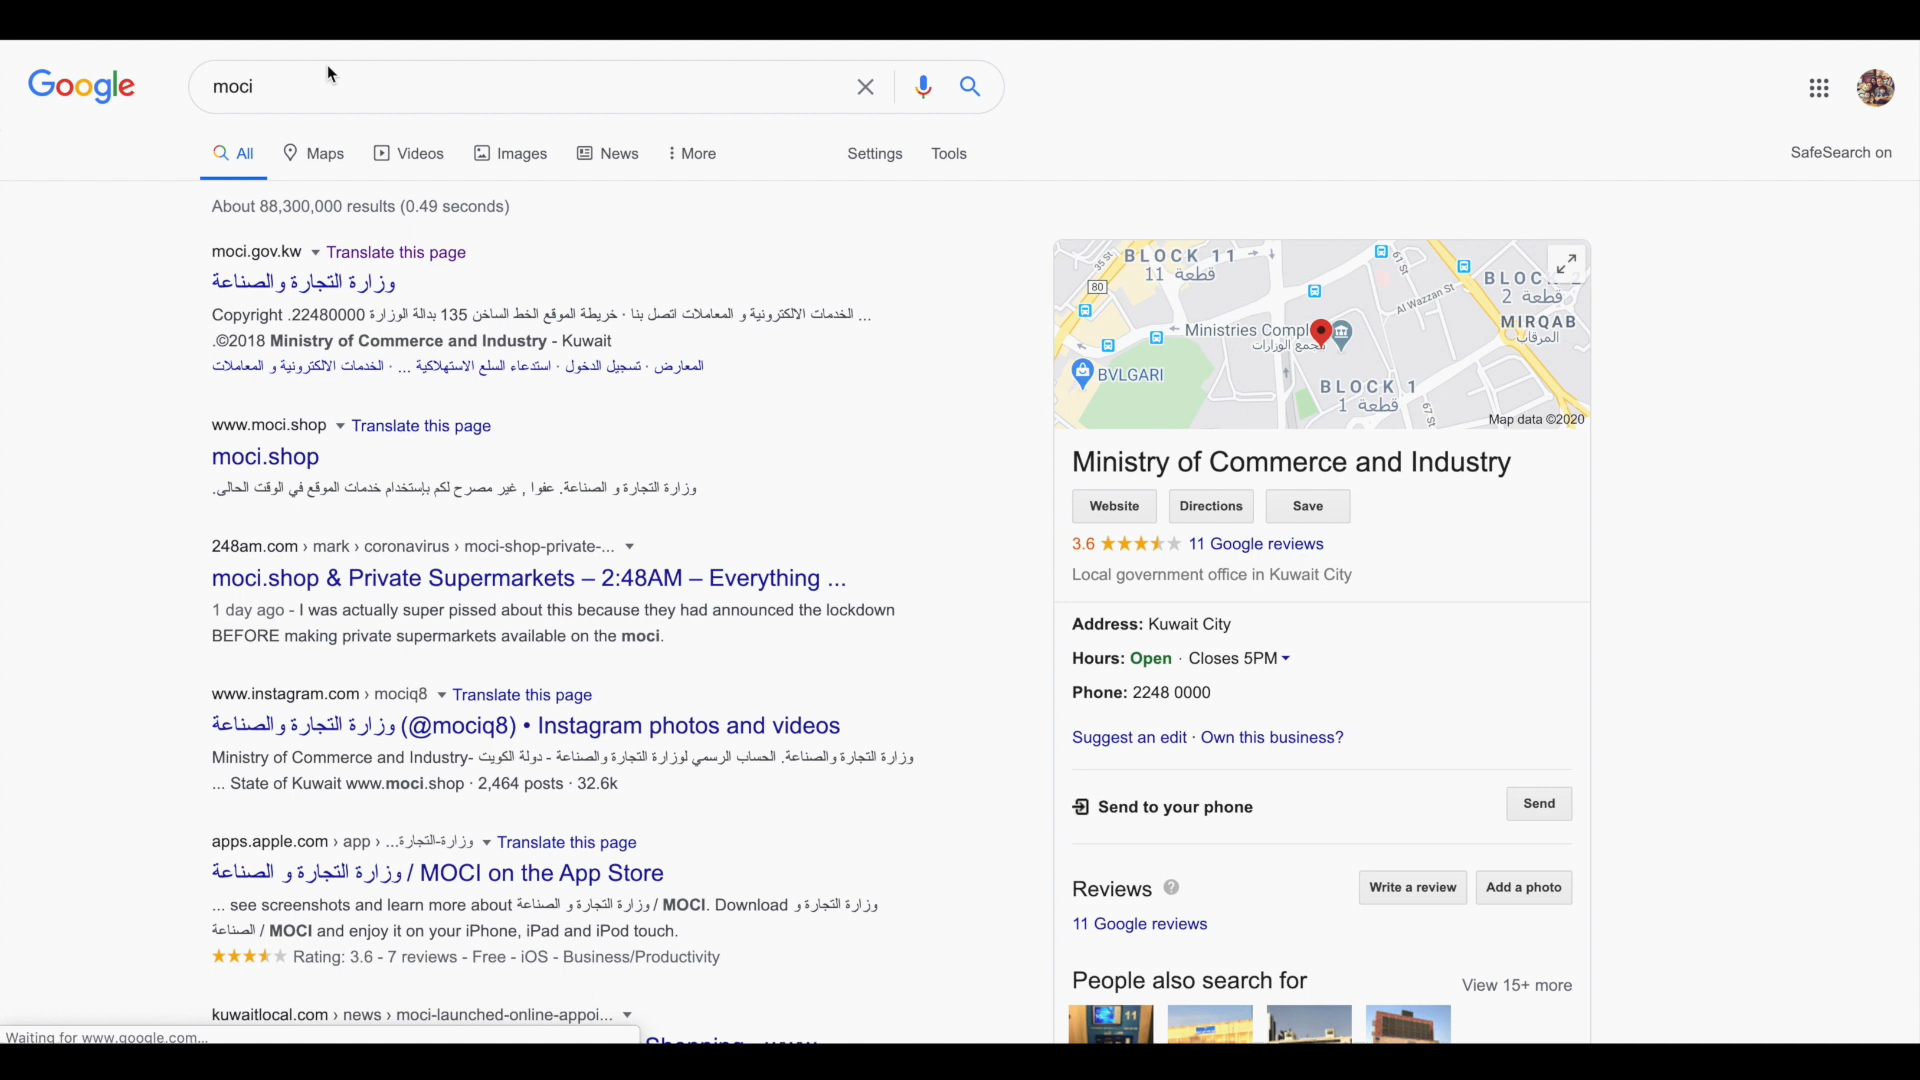 Google
moci
All
Maps
Videos
Images
News
More
Settings
Tools
SafeSearch on
About 88,300,000 results (0.49 seconds)
moci.gov.kw Translate this page
وزارة التجارة والصناعة
Copyright .22480000 الخدمات الالكترونية و المعاملات اتصل بنا · خريطة الموقع الخط الساخن 135 بدالة الوزارة ...
.©2018 Ministry of Commerce and Industry - Kuwait
المعارض · تسجيل الدخول · استدعاء السلع الاستهلاكية ... · الخدمات الالكترونية و المعاملات
www.moci.shop Translate this page
moci.shop
وزارة التجارة و الصناعة. عفوا , غير مصرح لكم بإستخدام خدمات الموقع في الوقت الحالى.
248am.com › mark › coronavirus › moci-shop-private-...
moci.shop & Private Supermarkets – 2:48AM – Everything ...
1 day ago - I was actually super pissed about this because they had announced the lockdown
BEFORE making private supermarkets available on the moci.
www.instagram.com › mociq8 Translate this page
وزارة التجارة والصناعة (@mociq8) • Instagram photos and videos
Ministry of Commerce and Industry- وزارة التجارة والصناعة. الحساب الرسمي لوزارة التجارة والصناعة - دولة الكويت
... State of Kuwait www.moci.shop · 2,464 posts · 32.6k
apps.apple.com › app › ...وزارة-التجارة Translate this page
وزارة التجارة و الصناعة / MOCI on the App Store
... see screenshots and learn more about وزارة التجارة و الصناعة / MOCI. Download وزارة التجارة و
الصناعة / MOCI and enjoy it on your iPhone, iPad and iPod touch.
Rating: 3.6 - 7 reviews - Free - iOS - Business/Productivity
kuwaitlocal.com › news › moci-launched-online-appoi...
Waiting for www.google.com...
BLOCK 11
قطعة 11
35 St
80
61 St
Al Wazzan St
قطعة 2
MIRQAB
المرقاب
Ministries Compl
مجمع الوزارات
BVLGARI
BLOCK 1
قطعة 1
67 St
Map data ©2020
Ministry of Commerce and Industry
Website
Directions
Save
3.6 11 Google reviews
Local government office in Kuwait City
Address: Kuwait City
Hours: Open · Closes 5PM
Phone: 2248 0000
Suggest an edit · Own this business?
Send to your phone
Send
Reviews
Write a review
Add a photo
11 Google reviews
People also search for
View 15+ more
11